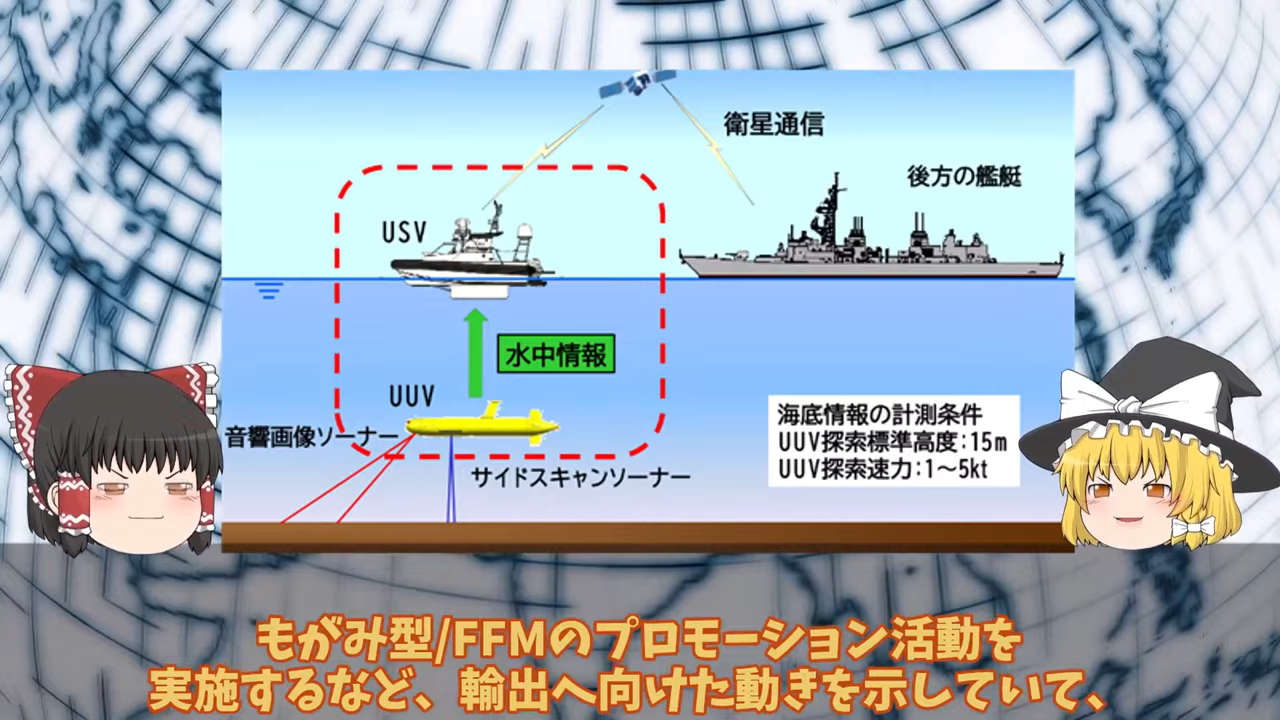 衛星通信
後方の艦艇
USV
水中情報
UUV
音響画像ソーナー
サイドスキャンソーナー
海底情報の計測条件
UUV探索標準高度:15m
UUV探索速力:1～5kt
もがみ型/FFMのプロモーション活動を
実施するなど、輸出へ向けた動きを示していて、